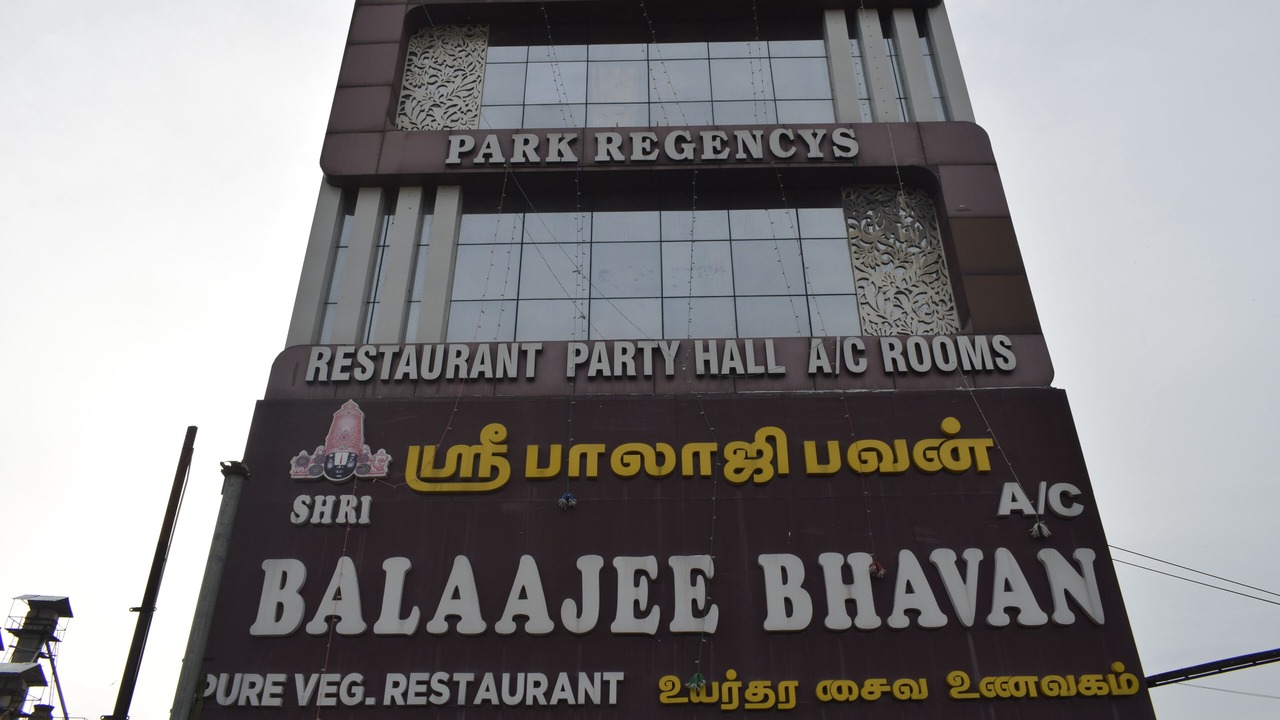 PARK REGENCYS
RESTAURANT PARTY HALL A/C ROOMS
ஸ்ரீ பாலாஜி பவன்
SHRI
A/C
BALAAJEE BHAVAN
PURE VEG. RESTAURANT உயர்தர சைவ உணவகம்